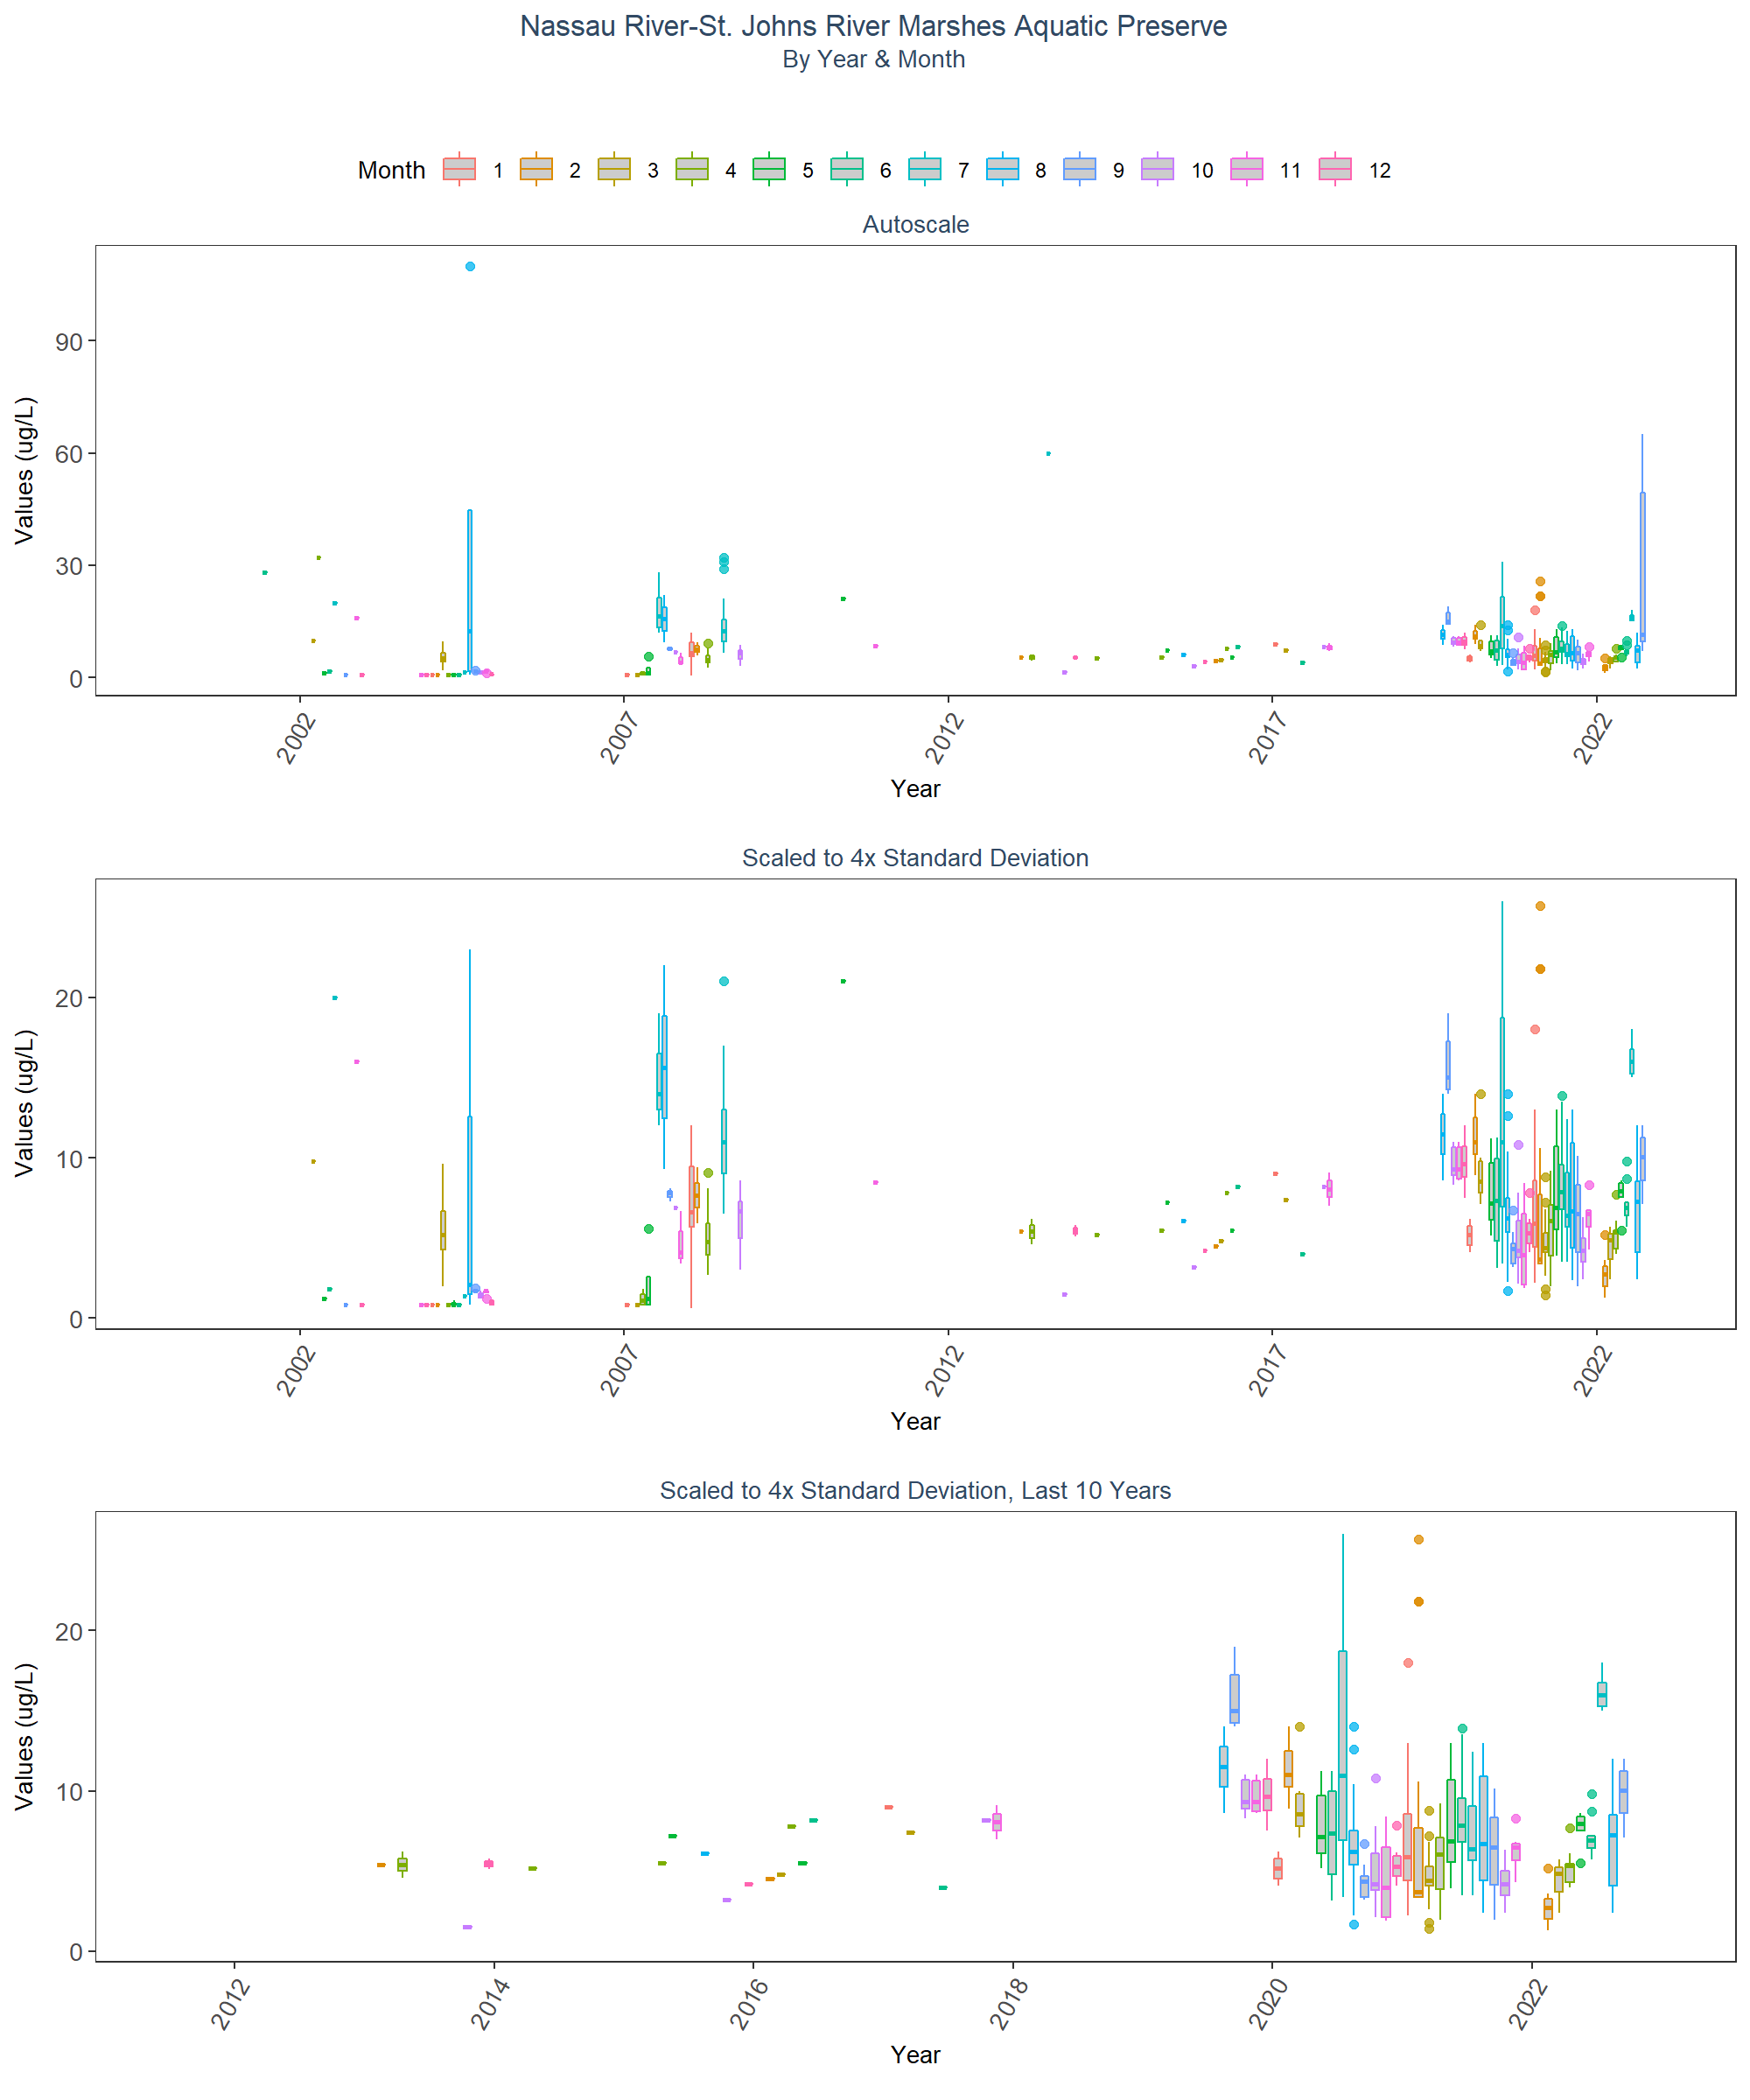 Nassau River-St. Johns River Marshes Aquatic Preserve
By Year & Month
Month 1 2 3 4 5 6 7 8 9 10 11 12
Autoscale
Values (ug/L)
90
60
30
0
2002 2007 2012 2017 2022
Year
Scaled to 4x Standard Deviation
Values (ug/L)
20
10
0
2002 2007 2012 2017 2022
Year
Scaled to 4x Standard Deviation, Last 10 Years
Values (ug/L)
20
10
0
2012 2014 2016 2018 2020 2022
Year